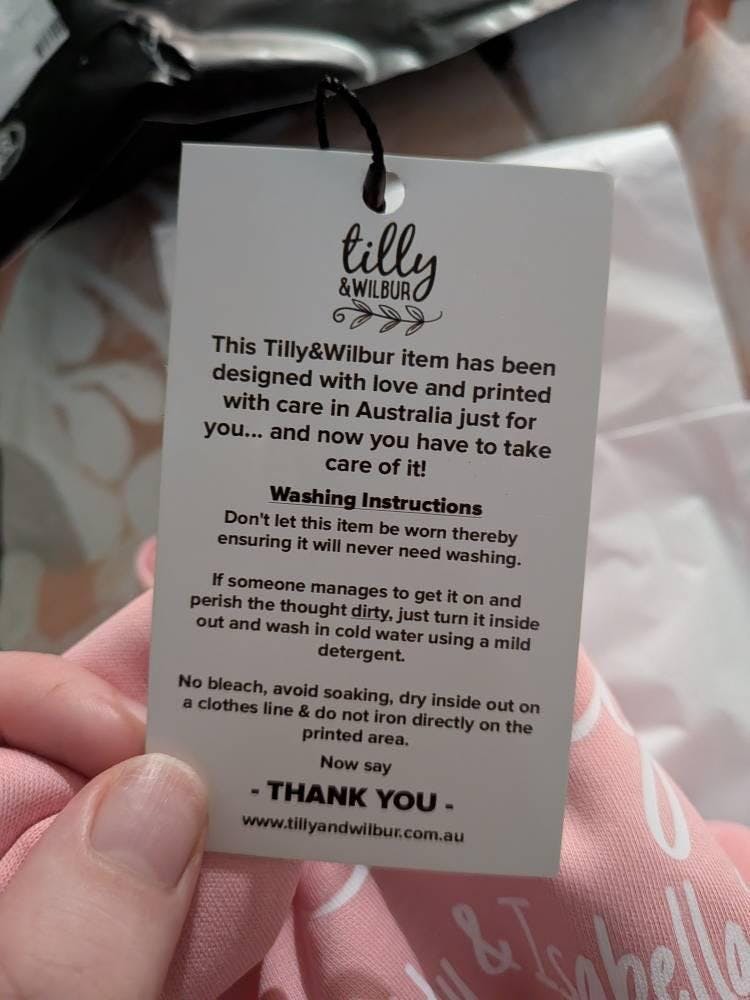 tilly
&WILBUR
This Tilly&Wilbur item has been
designed with love and printed
with care in Australia just for
you... and now you have to take
care of it!
Washing Instructions
Don't let this item be worn thereby
ensuring it will never need washing.
If someone manages to get it on and
perish the thought dirty, just turn it inside
out and wash in cold water using a mild
detergent.
No bleach, avoid soaking, dry inside out on
a clothes line & do not iron directly on the
printed area.
Now say
- THANK YOU -
www.tillyandwilbur.com.au
& Isabella